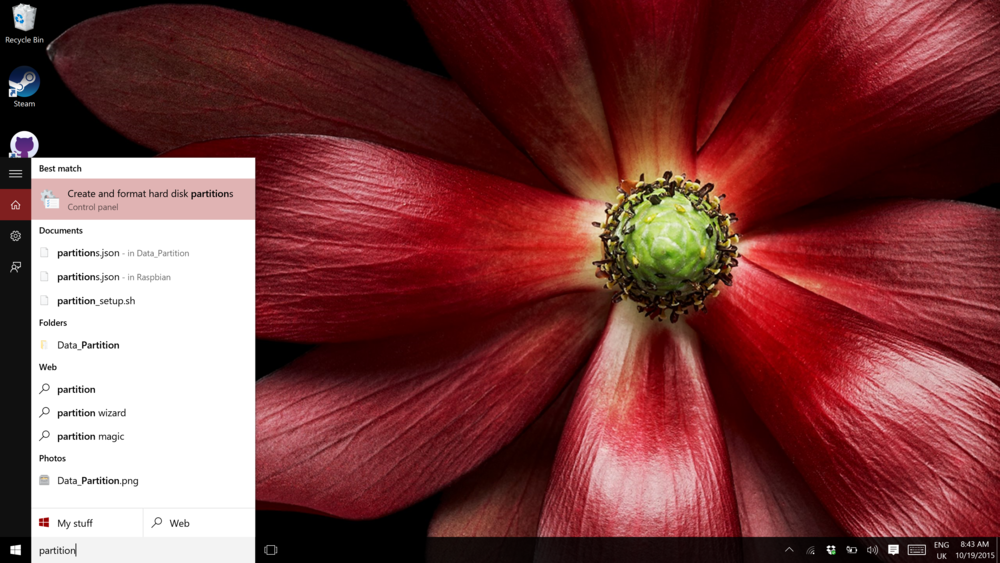 Recycle Bin
Steam
Best match
Create and format hard disk partitions
Control panel
Documents
partitions.json - in Data_Partition
partitions.json - in Raspbian
partition_setup.sh
Folders
Data_Partition
Web
partition
partition wizard
partition magic
Photos
Data_Partition.png
My stuff
Web
partition
ENG
UK
8:43 AM
10/19/2015